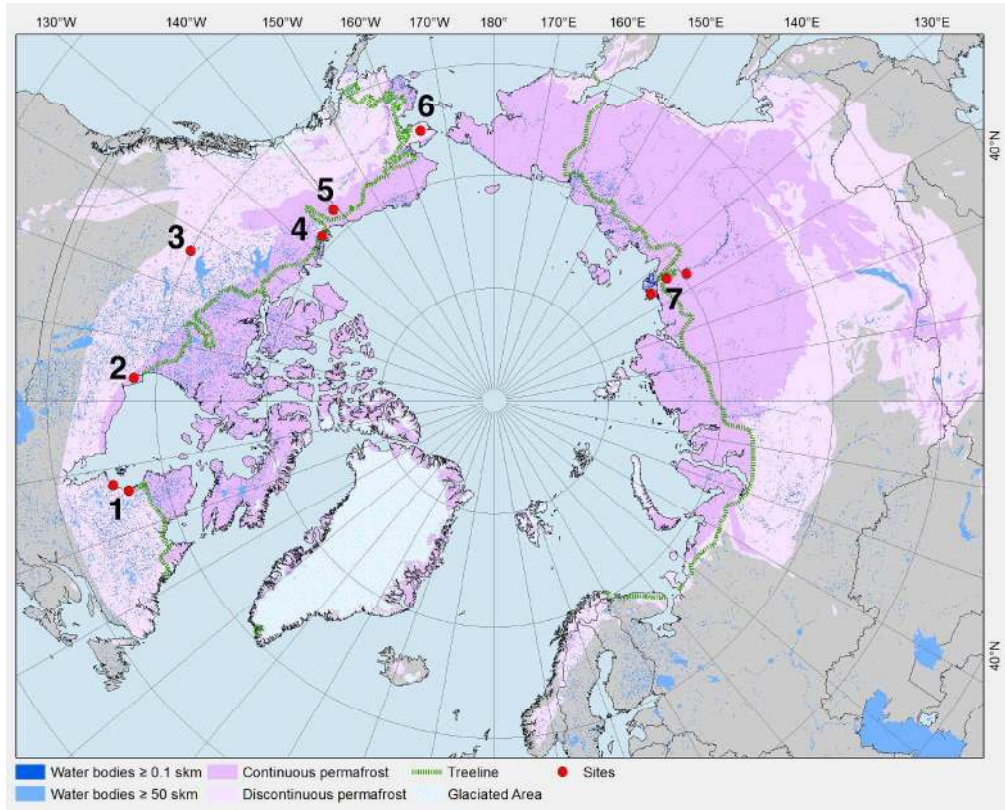 130°W 140°W 150°W 160°W 170°W 180° 170°E 160°E 150°E 140°E 130°E
6
40°N
5
4
3
7
2
1
40°N
Water bodies ≥ 0.1 skm Continuous permafrost Treeline Sites
Water bodies ≥ 50 skm Discontinuous permafrost Glaciated Area